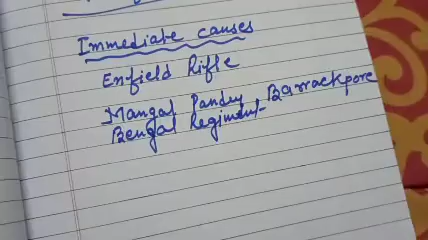 Immediate causes
Enfield Rifle
Mangal Pandey Barrackpore
Bengal Regiment-